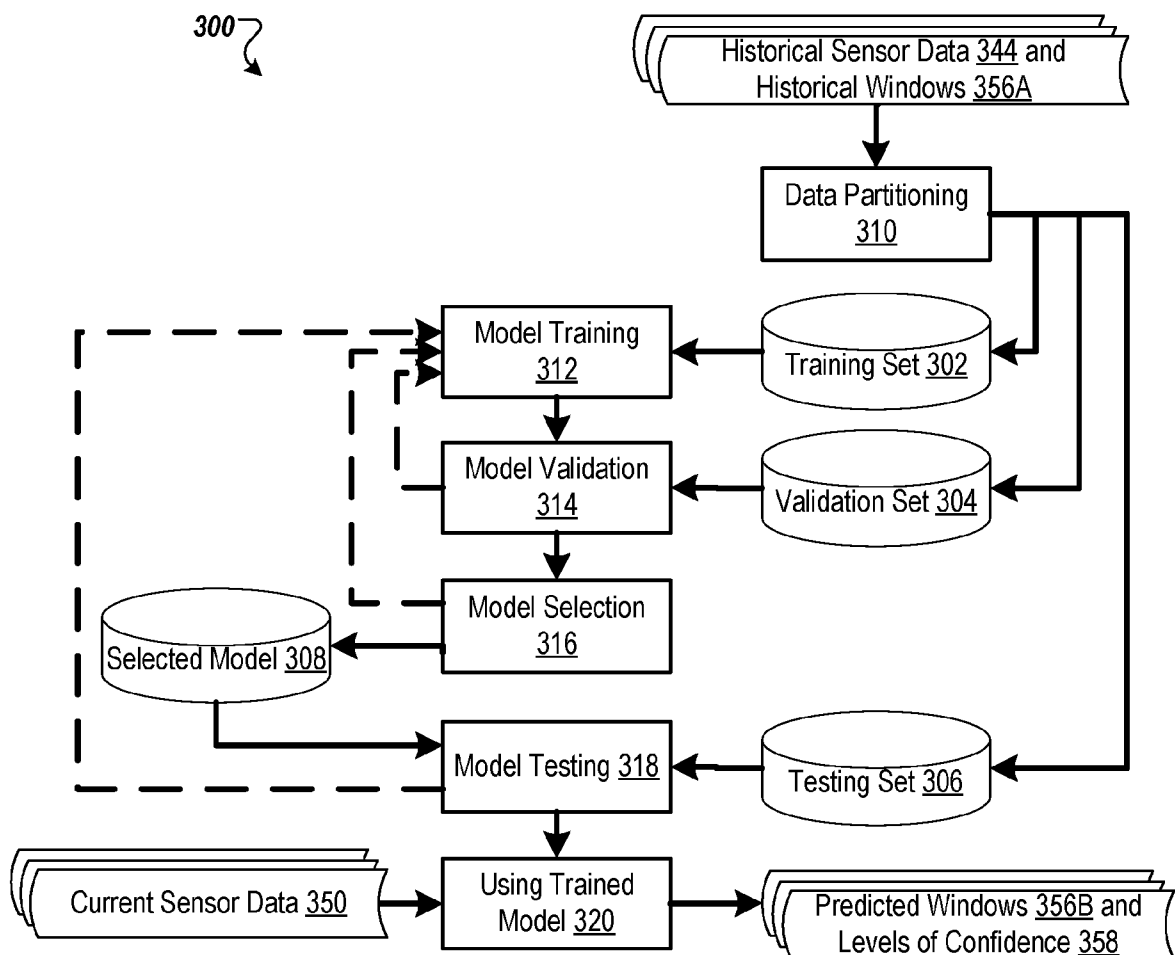 300
Historical Sensor Data 344 and
Historical Windows 356A
Data Partitioning
310
Model Training
312
Training Set 302
Model Validation
314
Validation Set 304
Model Selection
316
Selected Model 308
Model Testing 318
Testing Set 306
Current Sensor Data 350
Using Trained
Model 320
Predicted Windows 356B and
Levels of Confidence 358